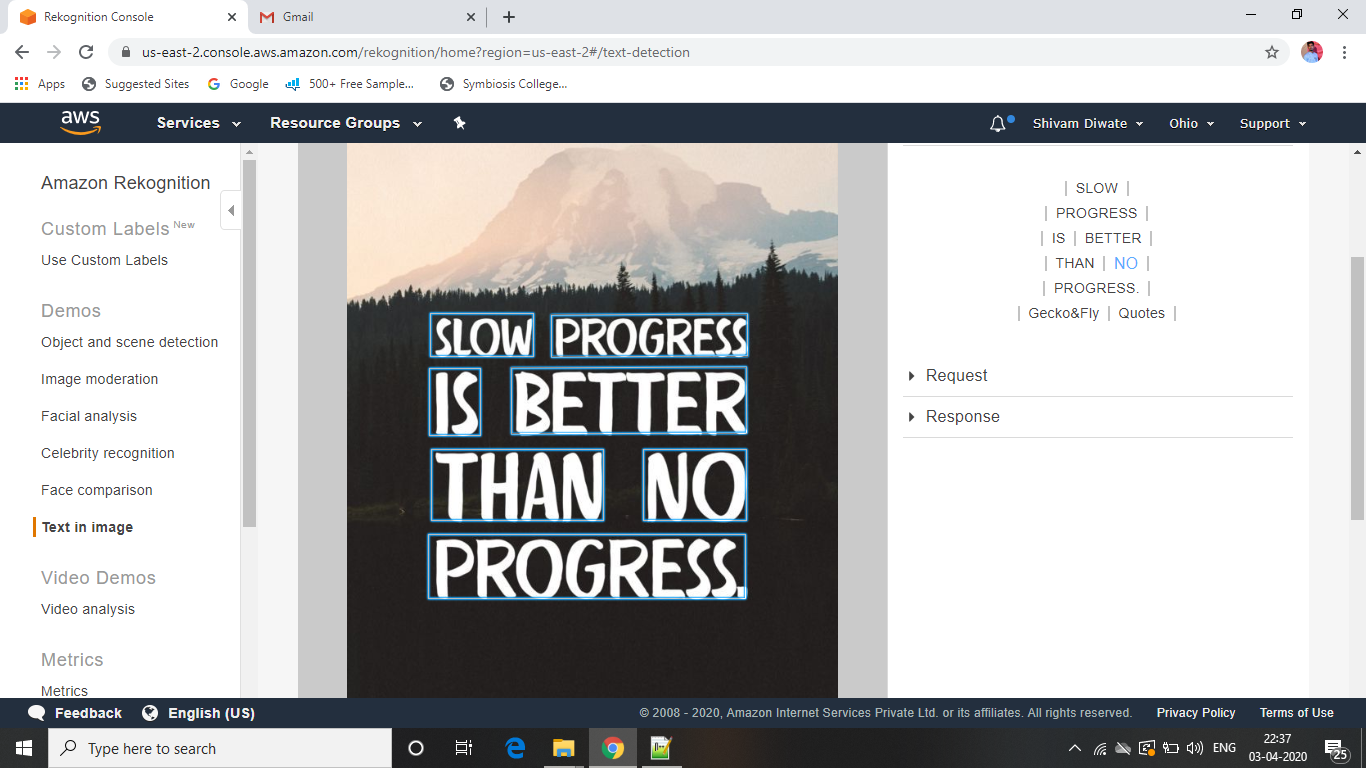 Rekognition Console
Gmail
us-east-2.console.aws.amazon.com/rekognition/home?region=us-east-2#/text-detection
Apps
Suggested Sites
Google
500+ Free Sample...
Symbiosis College...
aws
Services
Resource Groups
Shivam Diwate
Ohio
Support
Amazon Rekognition
Custom Labels New
Use Custom Labels
Demos
Object and scene detection
Image moderation
Facial analysis
Celebrity recognition
Face comparison
Text in image
Video Demos
Video analysis
Metrics
Metrics
SLOW PROGRESS
IS BETTER
THAN NO
PROGRESS.
| SLOW |
| PROGRESS |
| IS | BETTER |
| THAN | NO |
| PROGRESS. |
| Gecko&Fly | Quotes |
Request
Response
Feedback
English (US)
© 2008 - 2020, Amazon Internet Services Private Ltd. or its affiliates. All rights reserved.
Privacy Policy
Terms of Use
Type here to search
ENG
22:37
03-04-2020
25